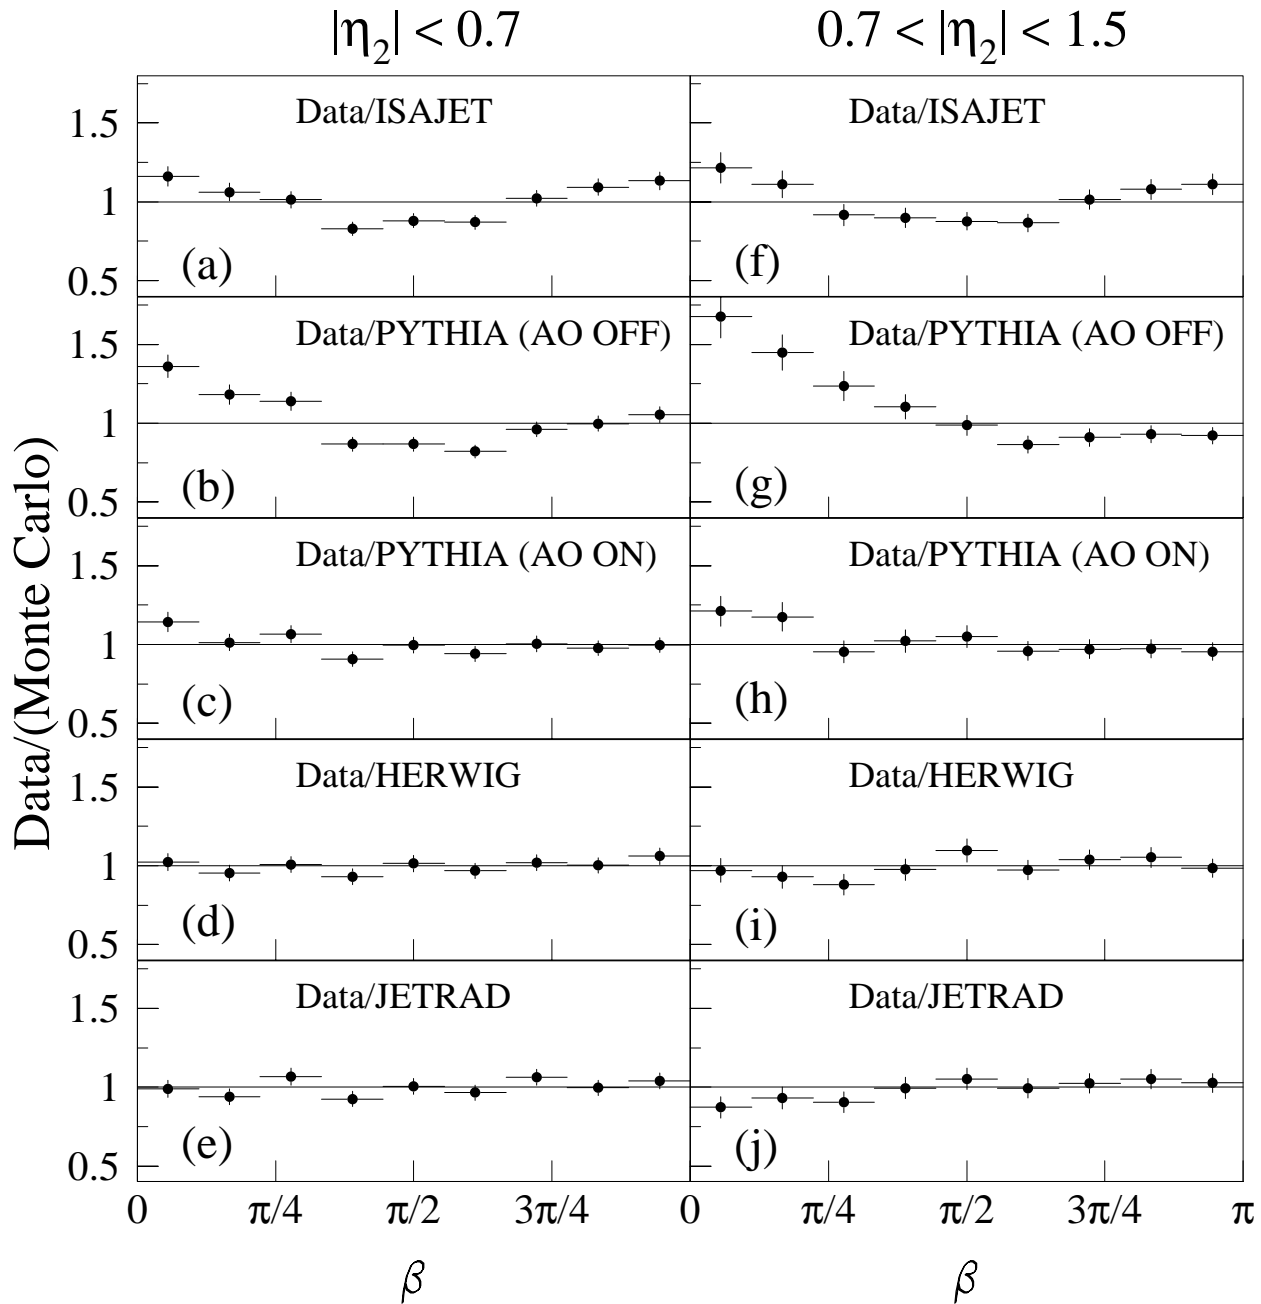 |η₂| < 0.7
0.7 < |η₂| < 1.5
Data/(Monte Carlo)
Data/ISAJET
1.5
1
0.5
(a)
Data/ISAJET
(f)
Data/PYTHIA (AO OFF)
1.5
1
0.5
(b)
Data/PYTHIA (AO OFF)
(g)
Data/PYTHIA (AO ON)
1.5
1
0.5
(c)
Data/PYTHIA (AO ON)
(h)
Data/HERWIG
1.5
1
0.5
(d)
Data/HERWIG
(i)
Data/JETRAD
1.5
1
0.5
(e)
Data/JETRAD
(j)
0 π/4 π/2 3π/4 0 π/4 π/2 3π/4 π
β
β